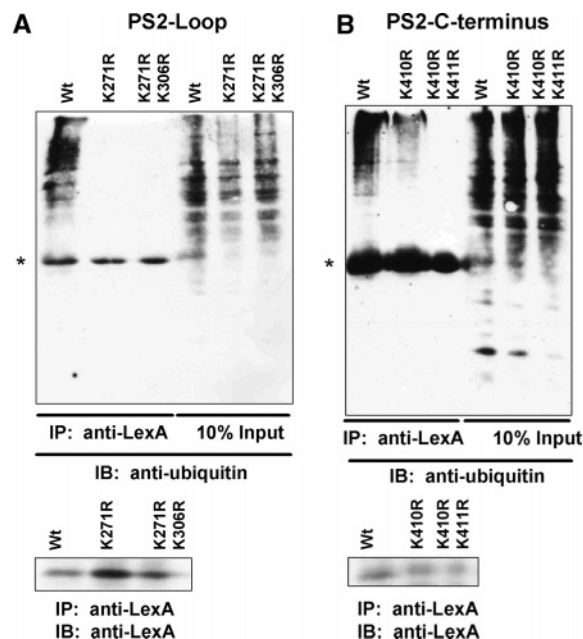 A PS2-Loop
Wt K271R K271R K306R Wt K271R K271R K306R
*
IP: anti-LexA 10% Input
IB: anti-ubiquitin
Wt K271R K271R K306R
IP: anti-LexA
IB: anti-LexA
B PS2-C-terminus
Wt K410R K410R K411R Wt K410R K410R K411R
*
IP: anti-LexA 10% Input
IB: anti-ubiquitin
Wt K410R K410R K411R
IP: anti-LexA
IB: anti-LexA